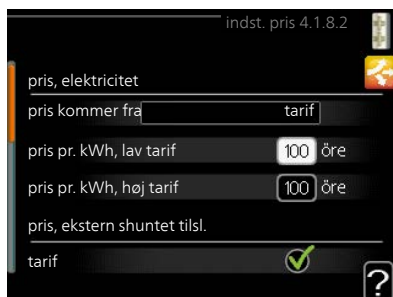 indst. pris 4.1.8.2
pris, elektricitet
pris kommer fra tarif
pris pr. kWh, lav tarif 100 öre
pris pr. kWh, høj tarif 100 öre
pris, ekstern shuntet tilsl.
tarif
?